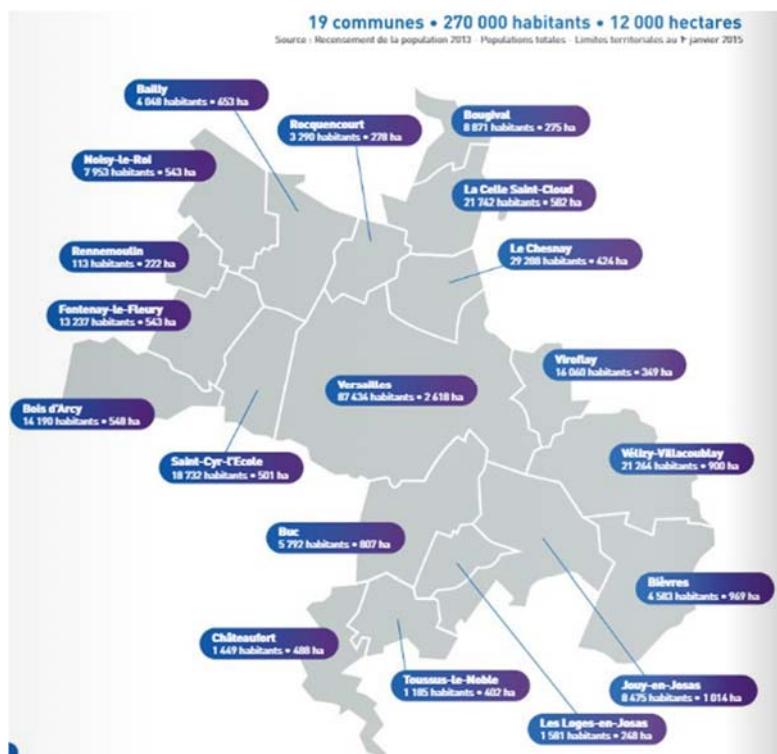 19 communes • 270 000 habitants • 12 000 hectares
Source : Recensement de la population 2013 - Populations totales - Limites territoriales au 1er janvier 2015
Bailly
4 048 habitants • 653 ha
Rocquencourt
3 290 habitants • 278 ha
Bougival
8 871 habitants • 275 ha
Noisy-le-Roi
7 953 habitants • 543 ha
La Celle Saint-Cloud
21 742 habitants • 582 ha
Rennemoulin
113 habitants • 222 ha
Le Chesnay
29 288 habitants • 424 ha
Fontenay-le-Fleury
13 237 habitants • 543 ha
Viroflay
16 060 habitants • 349 ha
Versailles
87 434 habitants • 2 618 ha
Bois d'Arcy
14 190 habitants • 548 ha
Saint-Cyr-l'Ecole
18 732 habitants • 501 ha
Vélizy-Villacoublay
21 264 habitants • 900 ha
Buc
5 792 habitants • 807 ha
Bièvres
4 583 habitants • 969 ha
Châteaufort
1 449 habitants • 488 ha
Toussus-le-Noble
1 185 habitants • 402 ha
Jouy-en-Josas
8 475 habitants • 1 014 ha
Les Loges-en-Josas
1 581 habitants • 248 ha